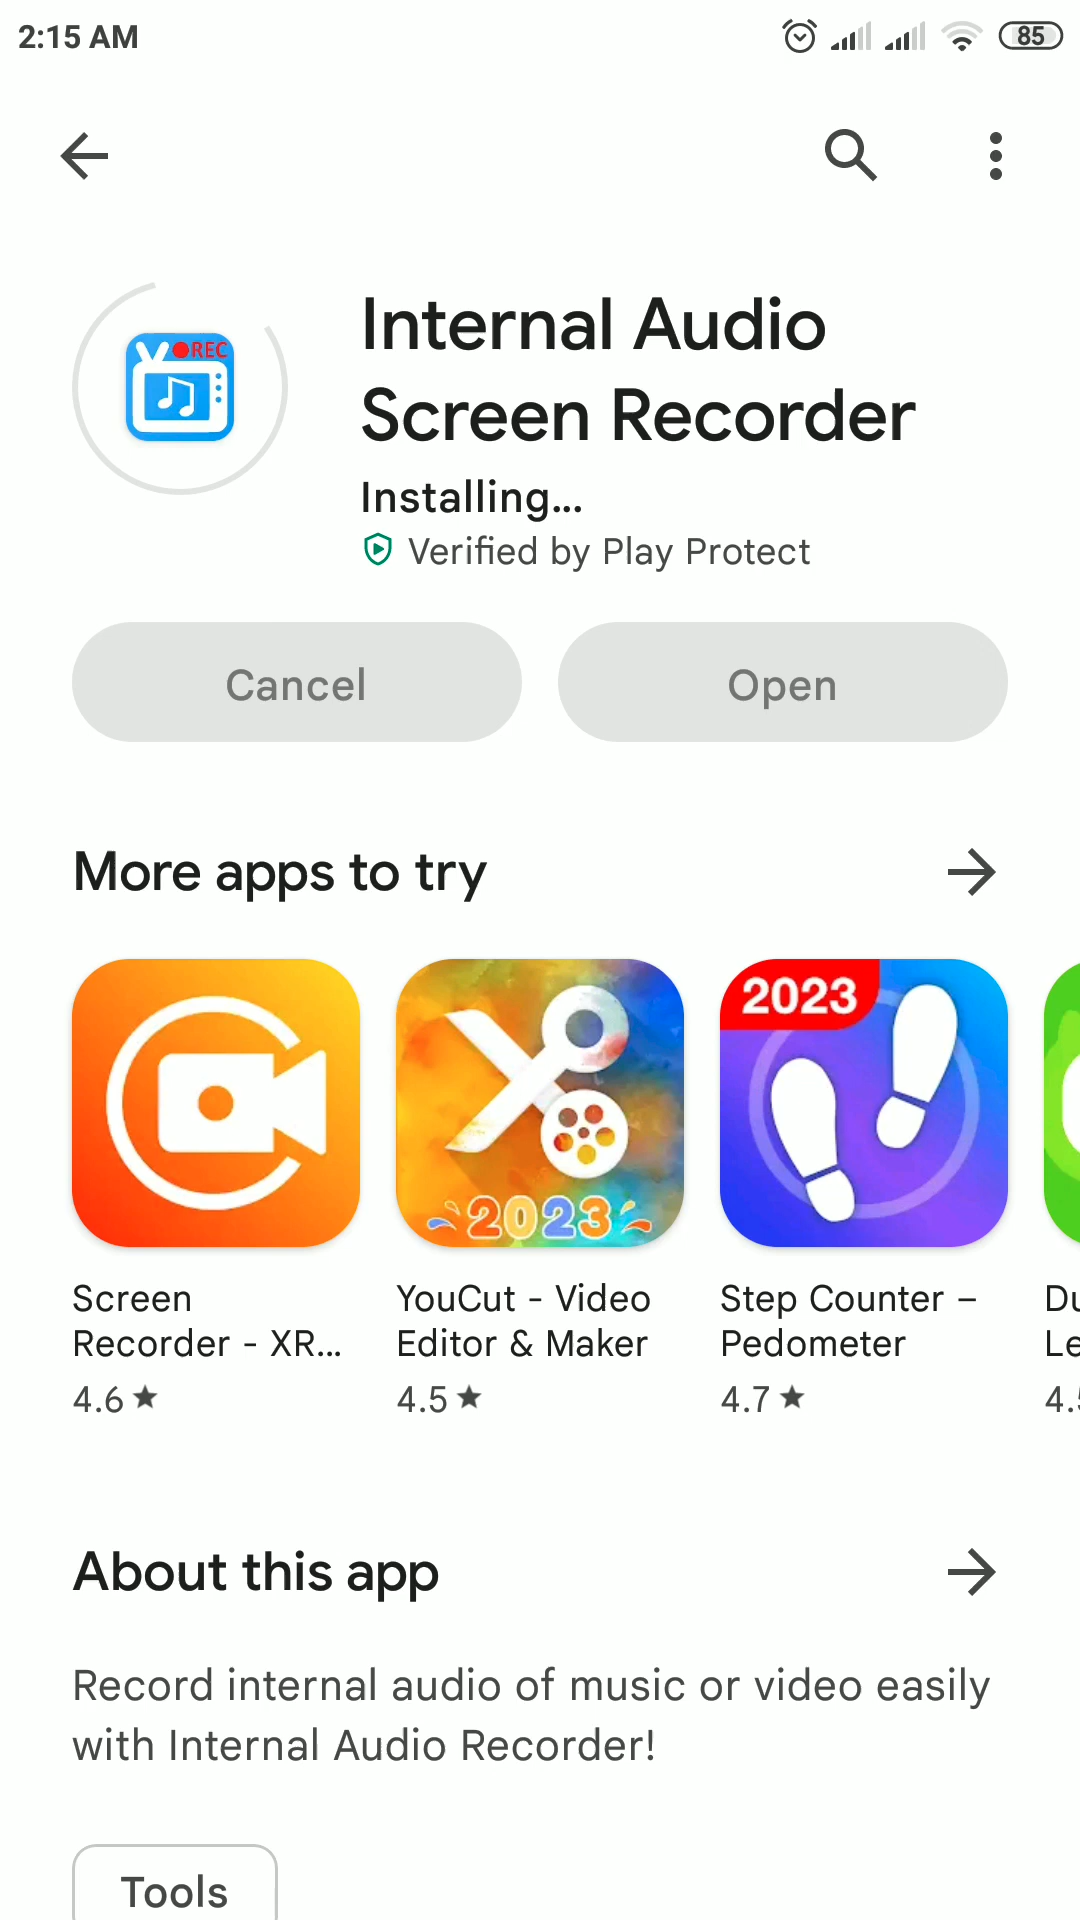 2:15 AM
85
REC
Internal Audio
Screen Recorder
Installing...
Verified by Play Protect
Cancel
Open
More apps to try
2023
2023
Screen
Recorder - XR...
4.6
YouCut - Video
Editor & Maker
4.5
Step Counter –
Pedometer
4.7
About this app
Record internal audio of music or video easily
with Internal Audio Recorder!
Tools